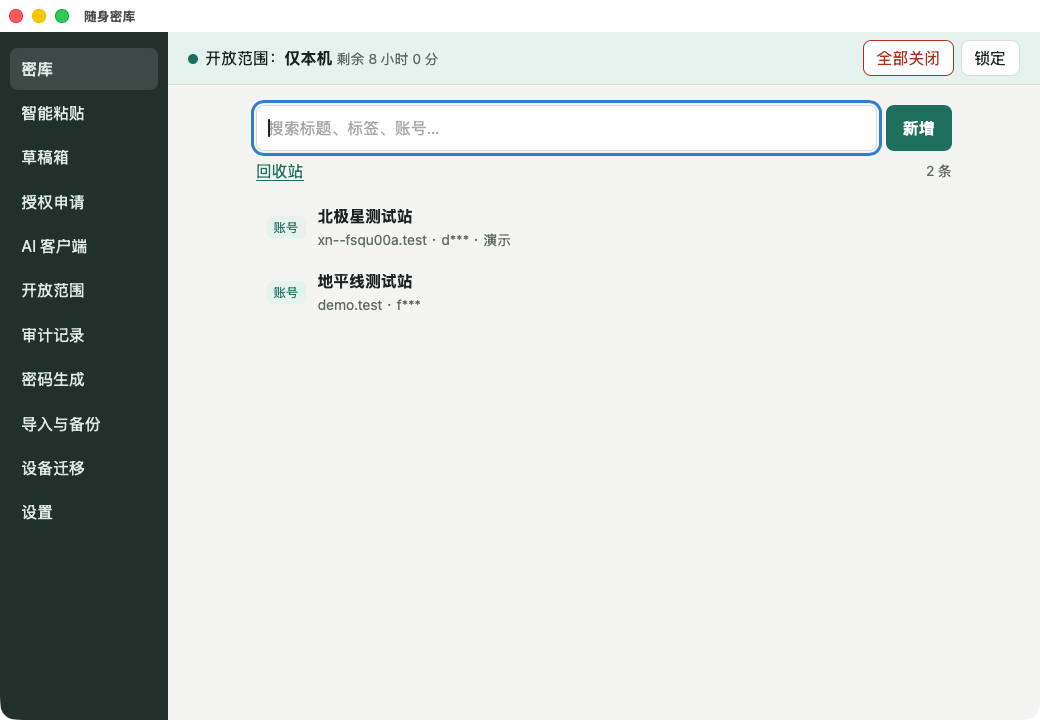 随身密库
密库
智能粘贴
草稿箱
授权申请
AI 客户端
开放范围
审计记录
密码生成
导入与备份
设备迁移
设置
开放范围：仅本机 剩余 8 小时 0 分
全部关闭
锁定
搜索标题、标签、账号...
新增
回收站
2 条
账号
北极星测试站
xn--fsqu00a.test · d*** · 演示
账号
地平线测试站
demo.test · f***